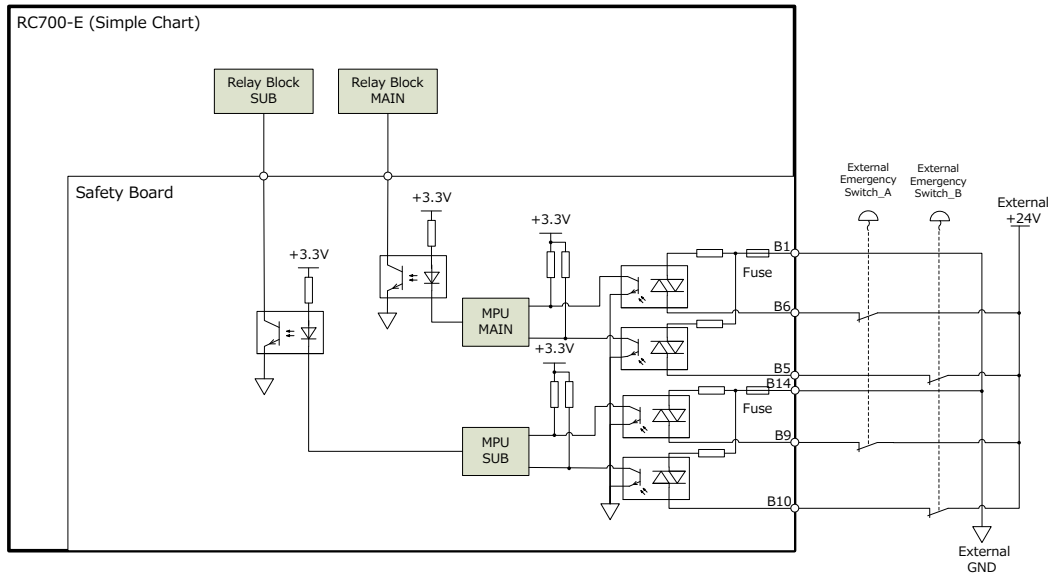 RC700-E (Simple Chart)
Relay Block
SUB
Relay Block
MAIN
Safety Board
+3.3V
+3.3V
+3.3V
+3.3V
MPU
MAIN
MPU
SUB
B1
Fuse
B6
B5
B14
Fuse
B9
B10
External
Emergency
Switch_A
External
Emergency
Switch_B
External
+24V
External
GND